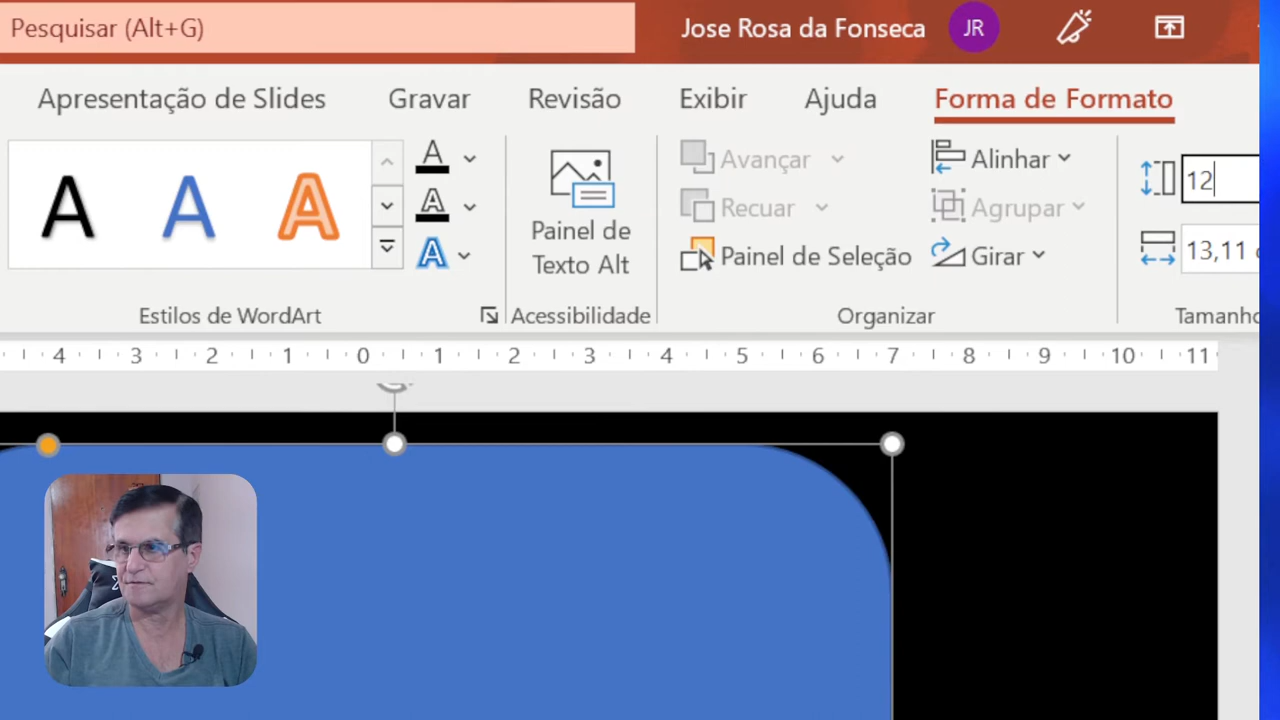 Pesquisar (Alt+G)
Jose Rosa da Fonseca
JR
Apresentação de Slides
Gravar
Revisão
Exibir
Ajuda
Forma de Formato
A A A
A
A
A
Painel de
Texto Alt
Avançar
Recuar
Painel de Seleção
Alinhar
Agrupar
Girar
12
13,11 c
Estilos de WordArt
Acessibilidade
Organizar
Tamanho
4 3 2 1 0 1 2 3 4 5 6 7 8 9 10 11